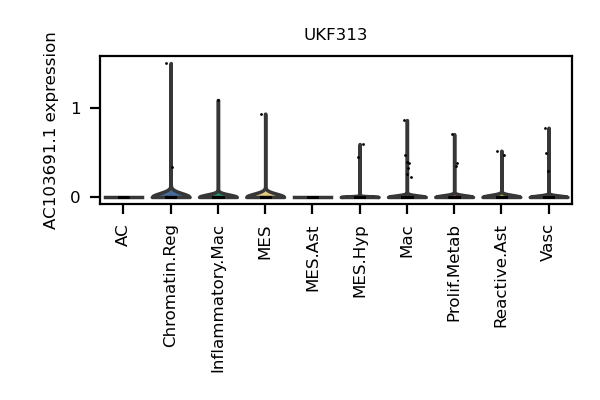 UKF313
AC103691.1 expression
1
0
AC
Chromatin.Reg
Inflammatory.Mac
MES
MES.Ast
MES.Hyp
Mac
Prolif.Metab
Reactive.Ast
Vasc